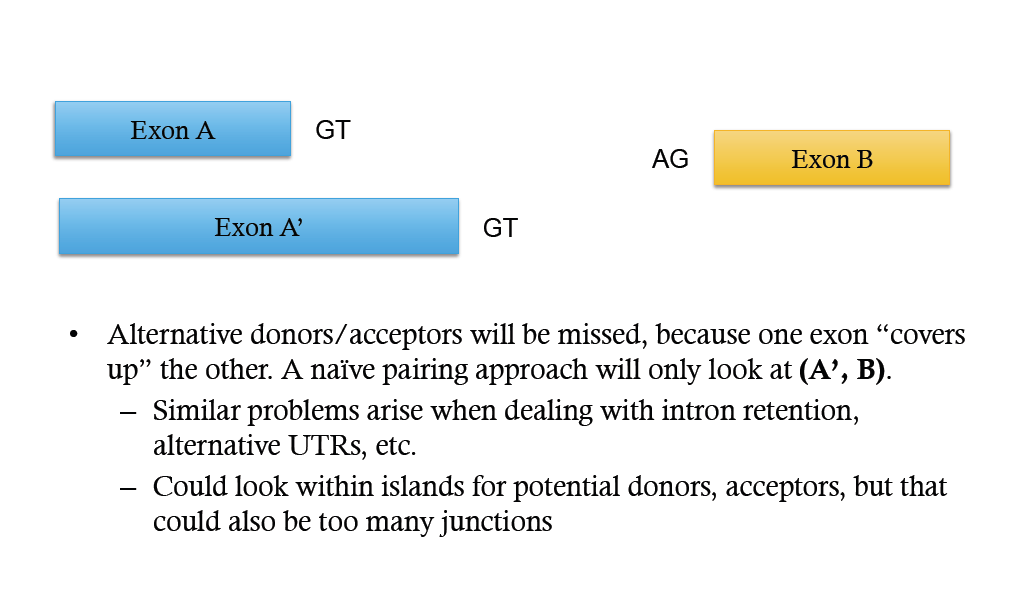 Exon A
GT
AG
Exon B
Exon A’
GT
• Alternative donors/acceptors will be missed, because one exon “covers
up” the other. A naïve pairing approach will only look at (A’, B).
– Similar problems arise when dealing with intron retention,
alternative UTRs, etc.
– Could look within islands for potential donors, acceptors, but that
could also be too many junctions